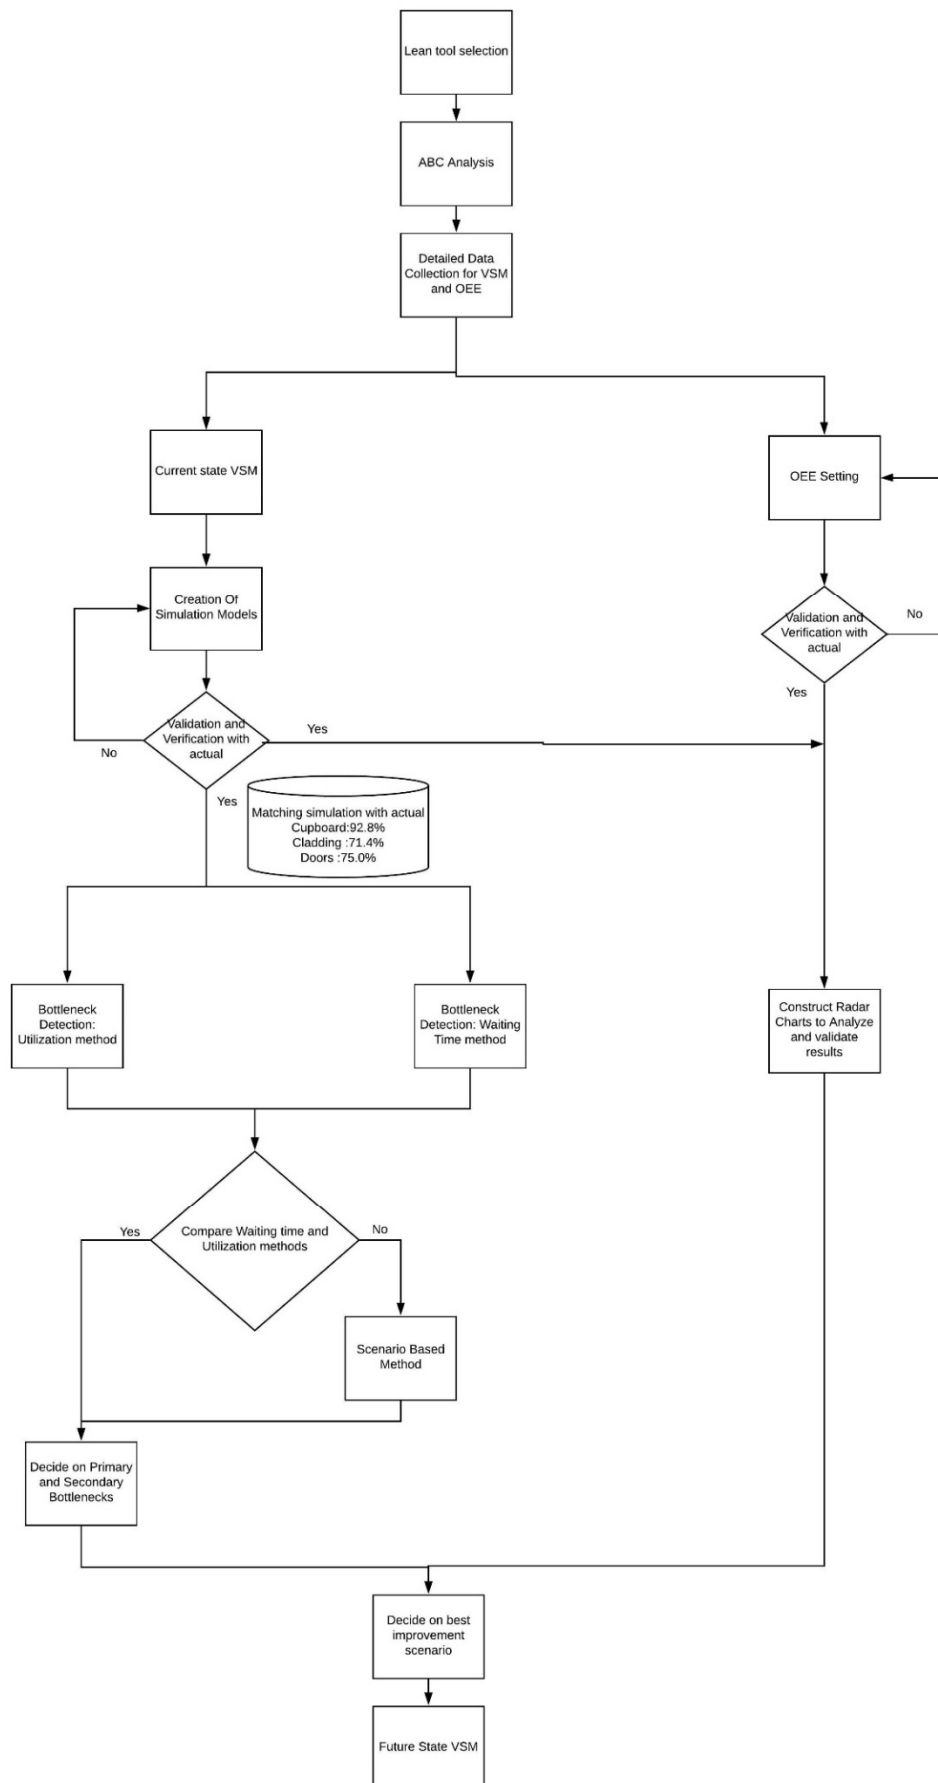 Lean tool selection
ABC Analysis
Detailed Data
Collection for VSM
and OEE
Current state VSM
OEE Setting
Creation Of
Simulation Models
Validation and
Verification with
actual
No
Yes
Validation and
Verification with
actual
No
Yes
Yes
Matching simulation with actual
Cupboard:92.8%
Cladding :71.4%
Doors :75.0%
Bottleneck
Detection:
Utilization method
Bottleneck
Detection: Waiting
Time method
Construct Radar
Charts to Analyze
and validate
results
Compare Waiting time and
Utilization methods
Yes
No
Scenario Based
Method
Decide on Primary
and Secondary
Bottlenecks
Decide on best
improvement
scenario
Future State VSM